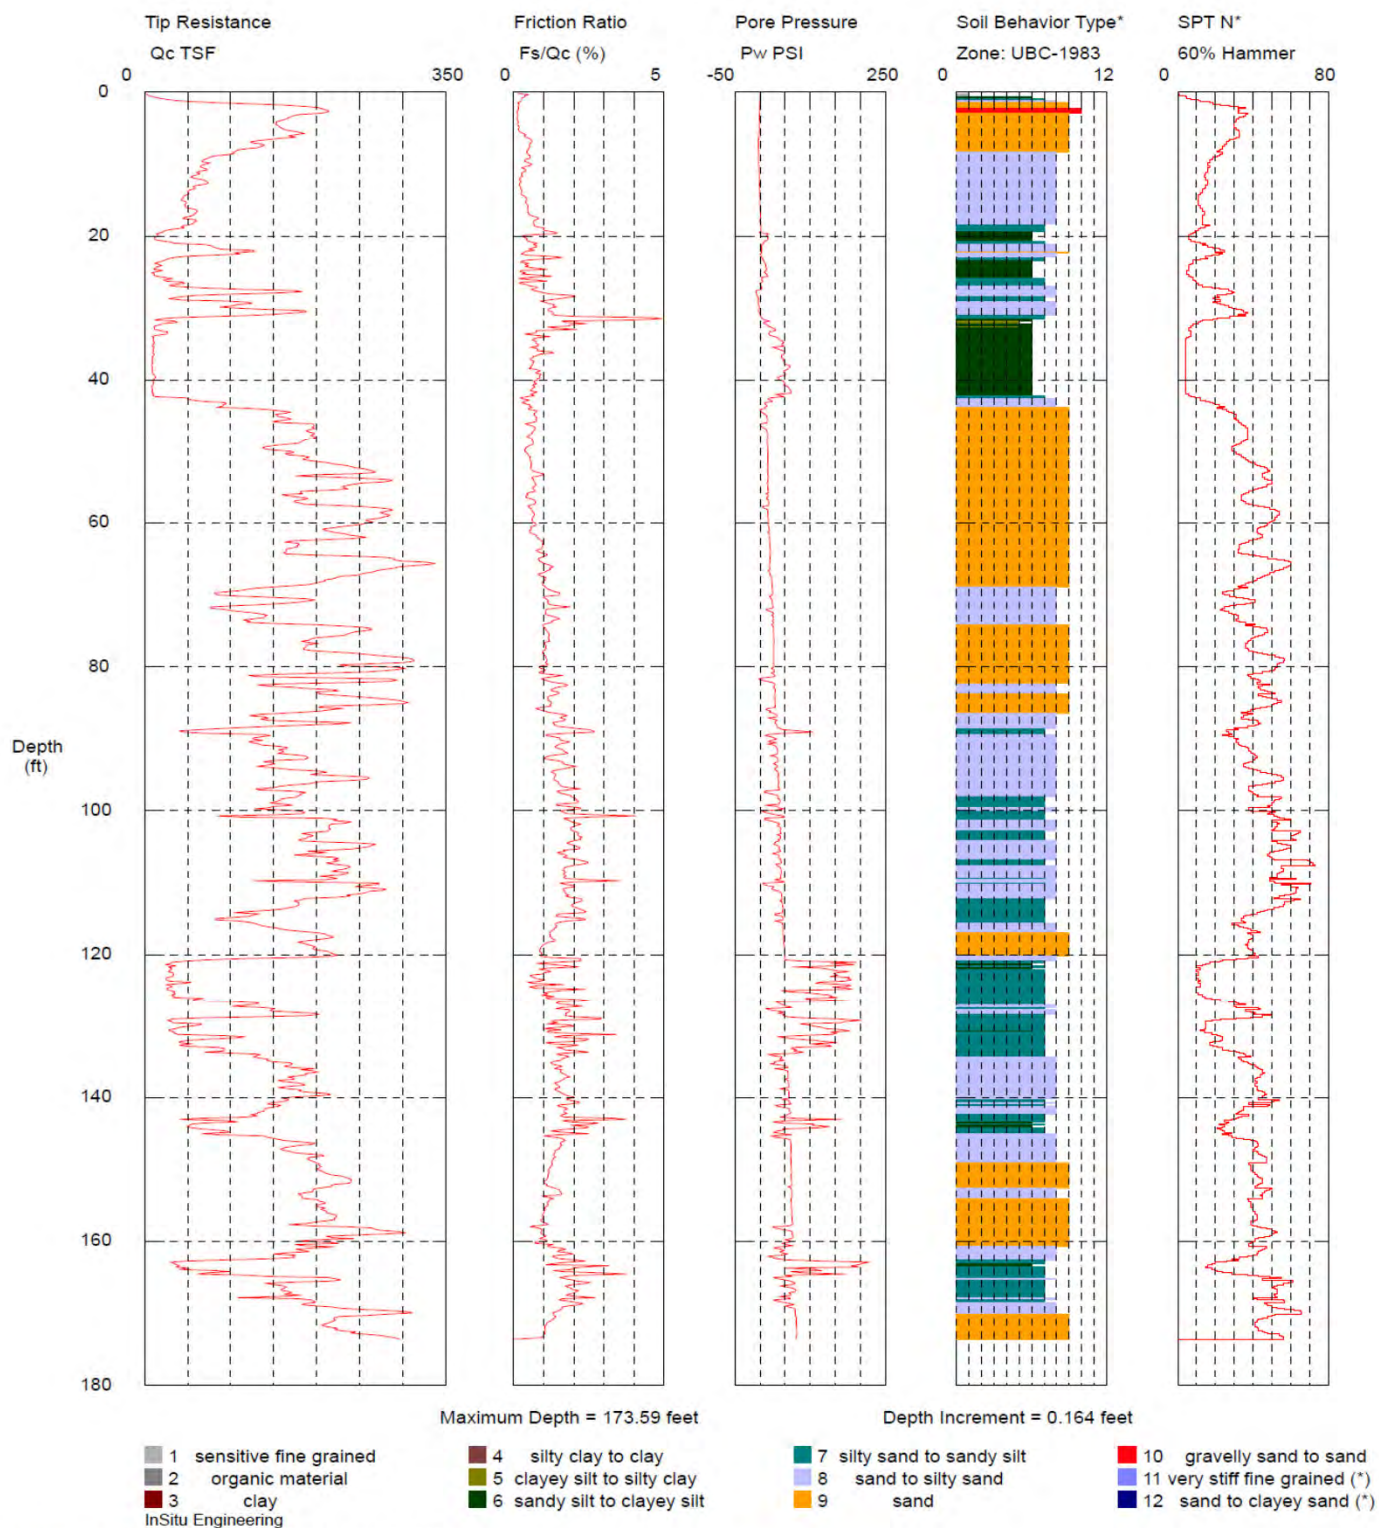 Tip Resistance Friction Ratio Pore Pressure Soil Behavior Type* SPT N*
Qc TSF Fs/Qc (%) Pw PSI Zone: UBC-1983 60% Hammer
0 350 0 5 -50 250 0 12 0 80
0
20
40
60
80
Depth
(ft)
100
120
140
160
180
Maximum Depth = 173.59 feet Depth Increment = 0.164 feet
1 sensitive fine grained 4 silty clay to clay 7 silty sand to sandy silt 10 gravelly sand to sand
2 organic material 5 clayey silt to silty clay 8 sand to silty sand 11 very stiff fine grained (*)
3 clay 6 sandy silt to clayey silt 9 sand 12 sand to clayey sand (*)
InSitu Engineering